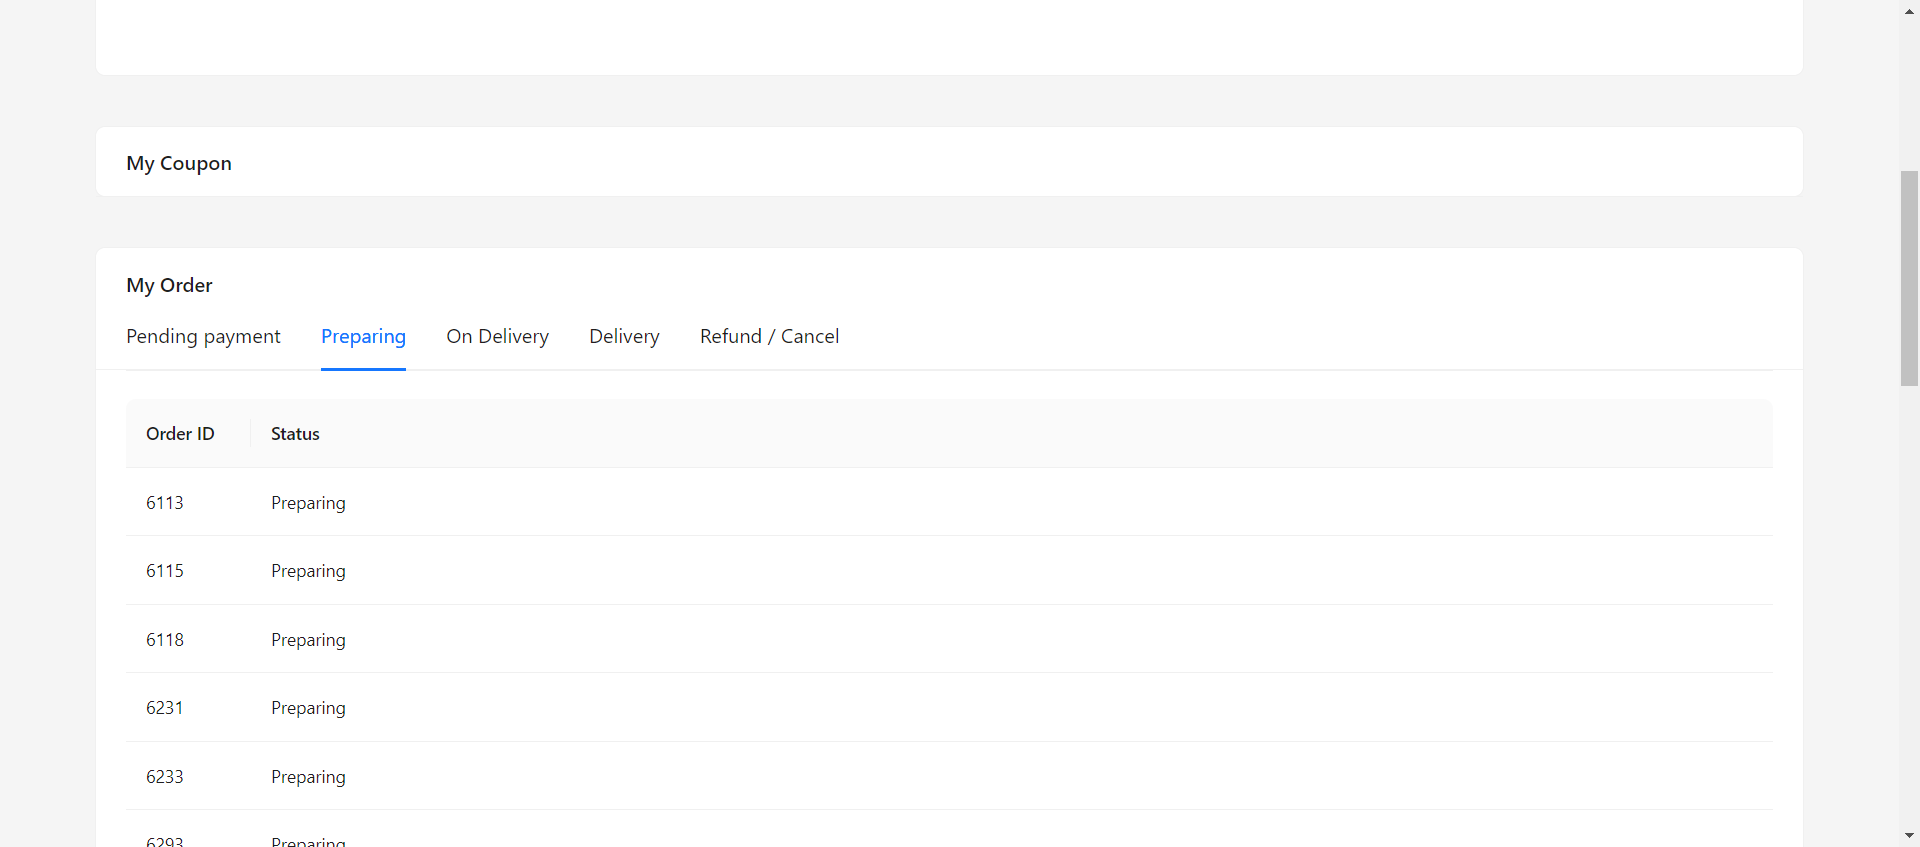 My Coupon
My Order
Pending payment Preparing On Delivery Delivery Refund / Cancel
Order ID Status
6113 Preparing
6115 Preparing
6118 Preparing
6231 Preparing
6233 Preparing
6293 Preparing